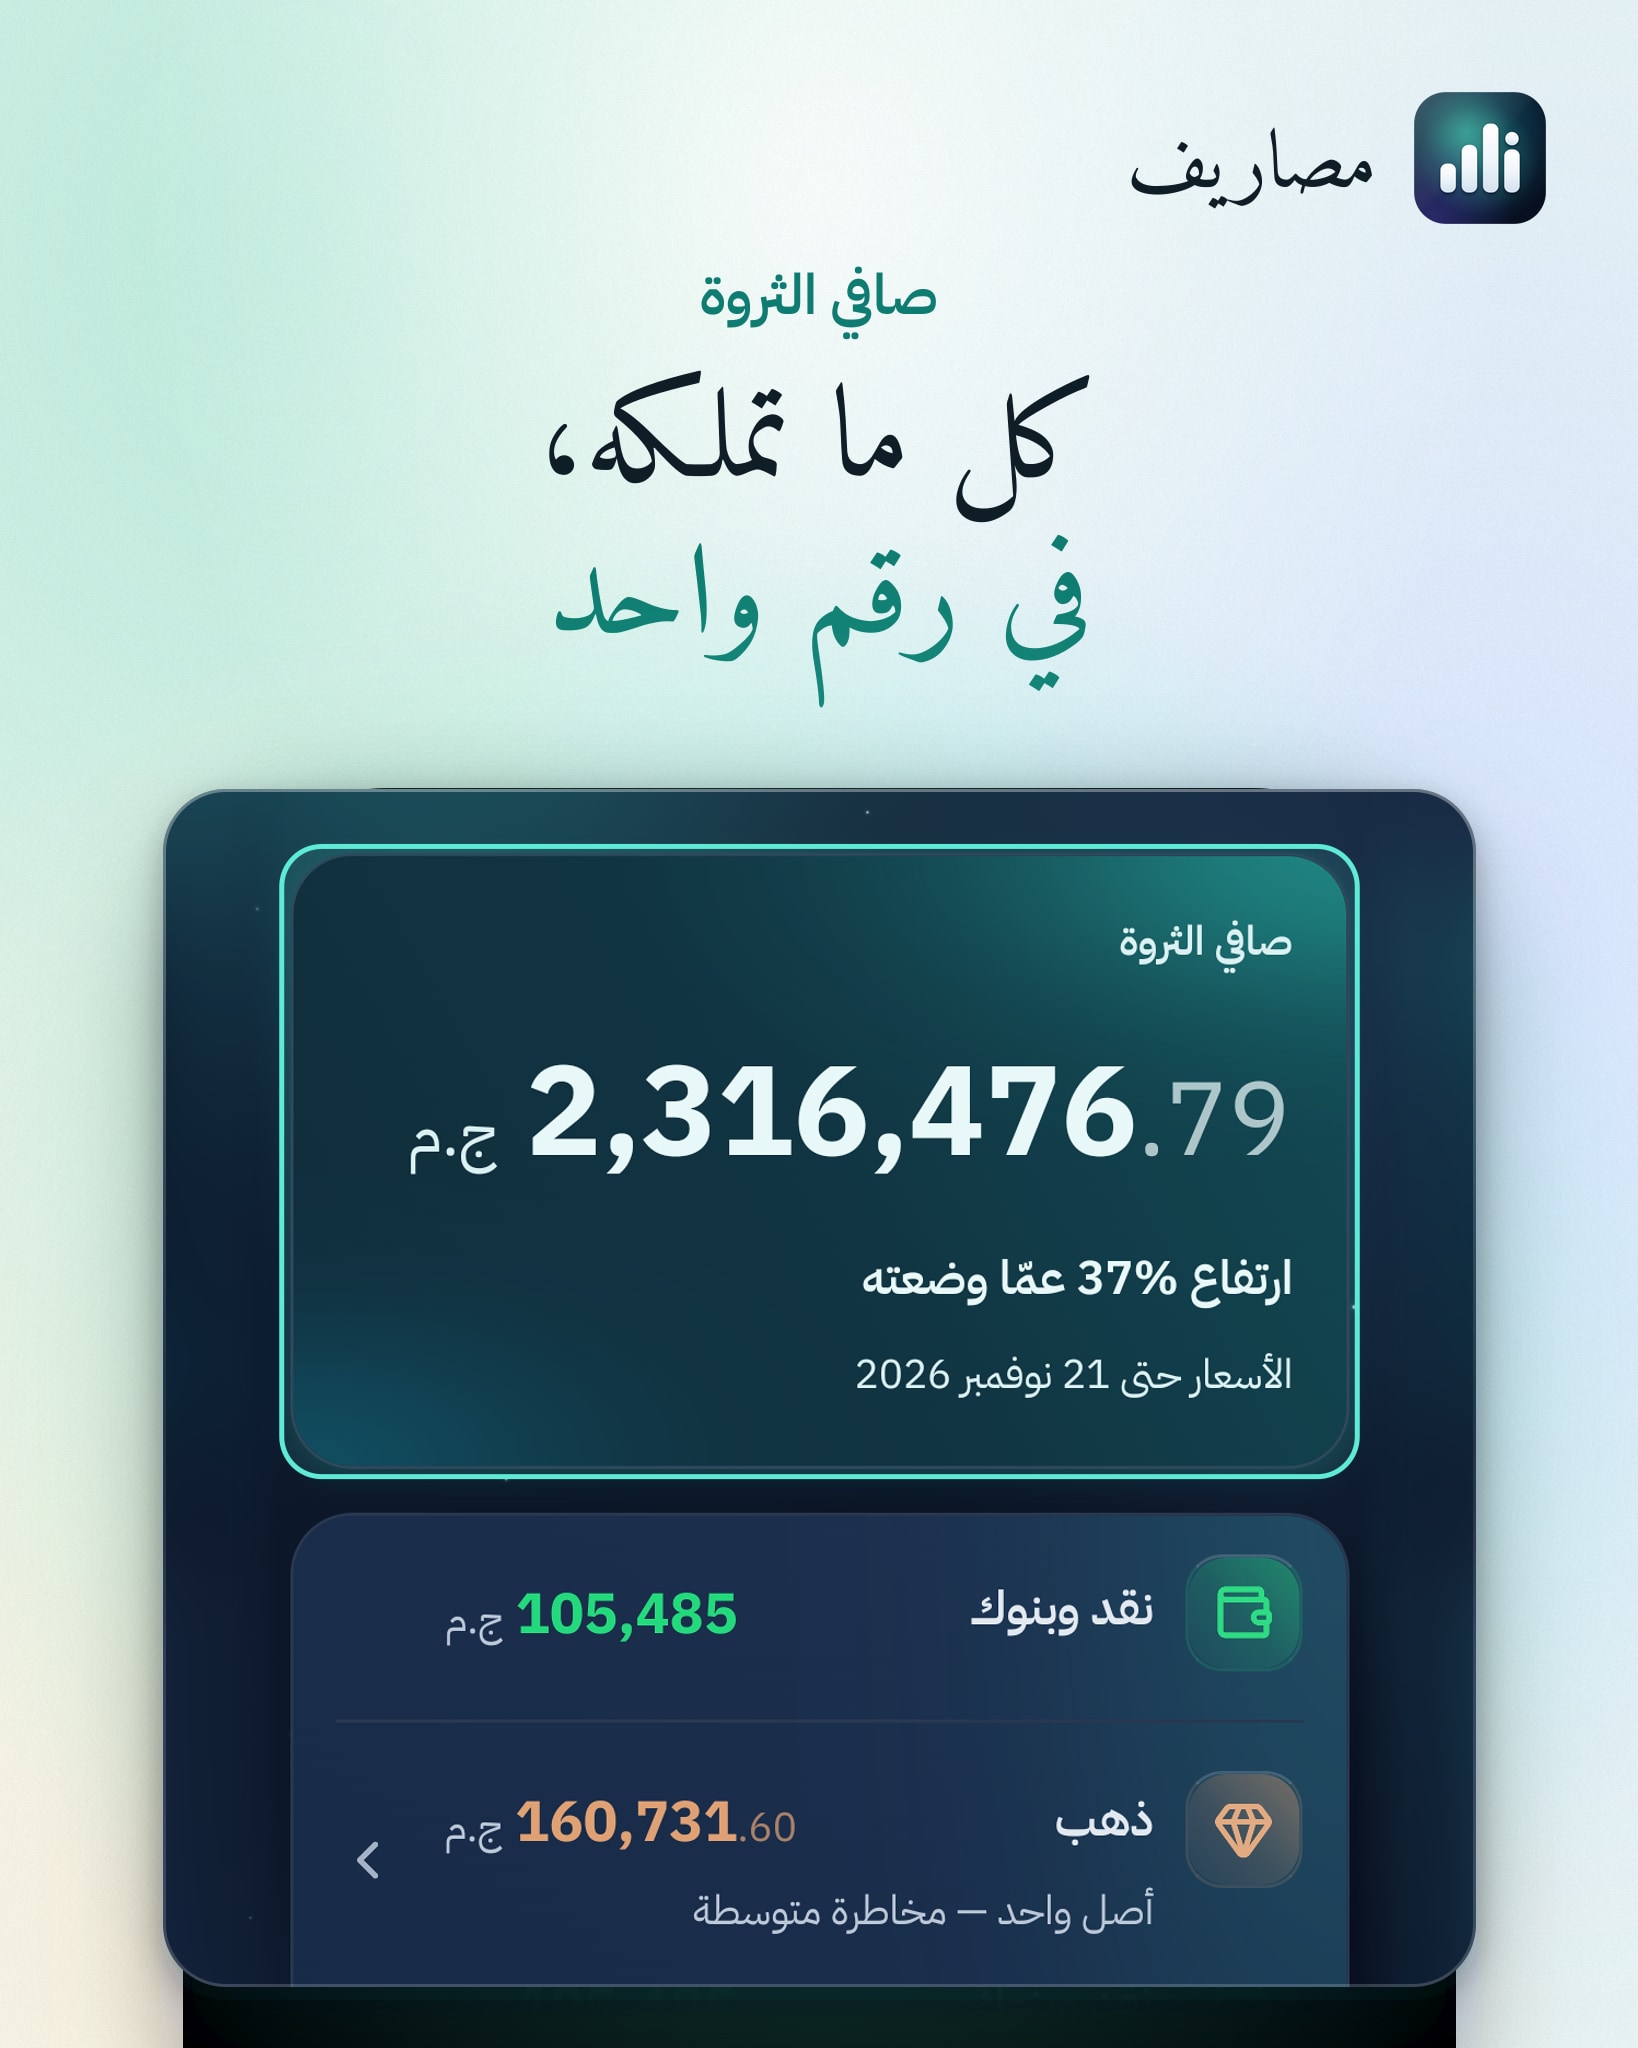 مصاريف
صافي الثروة
كل ما تملكه،
في رقم واحد
صافي الثروة
2,316,476.79 ج.م
ارتفاع 37% عمّا وضعته
الأسعار حتى 21 نوفمبر 2026
نقد وبنوك 105,485 ج.م
ذهب 160,731.60 ج.م
أصل واحد — مخاطرة متوسطة